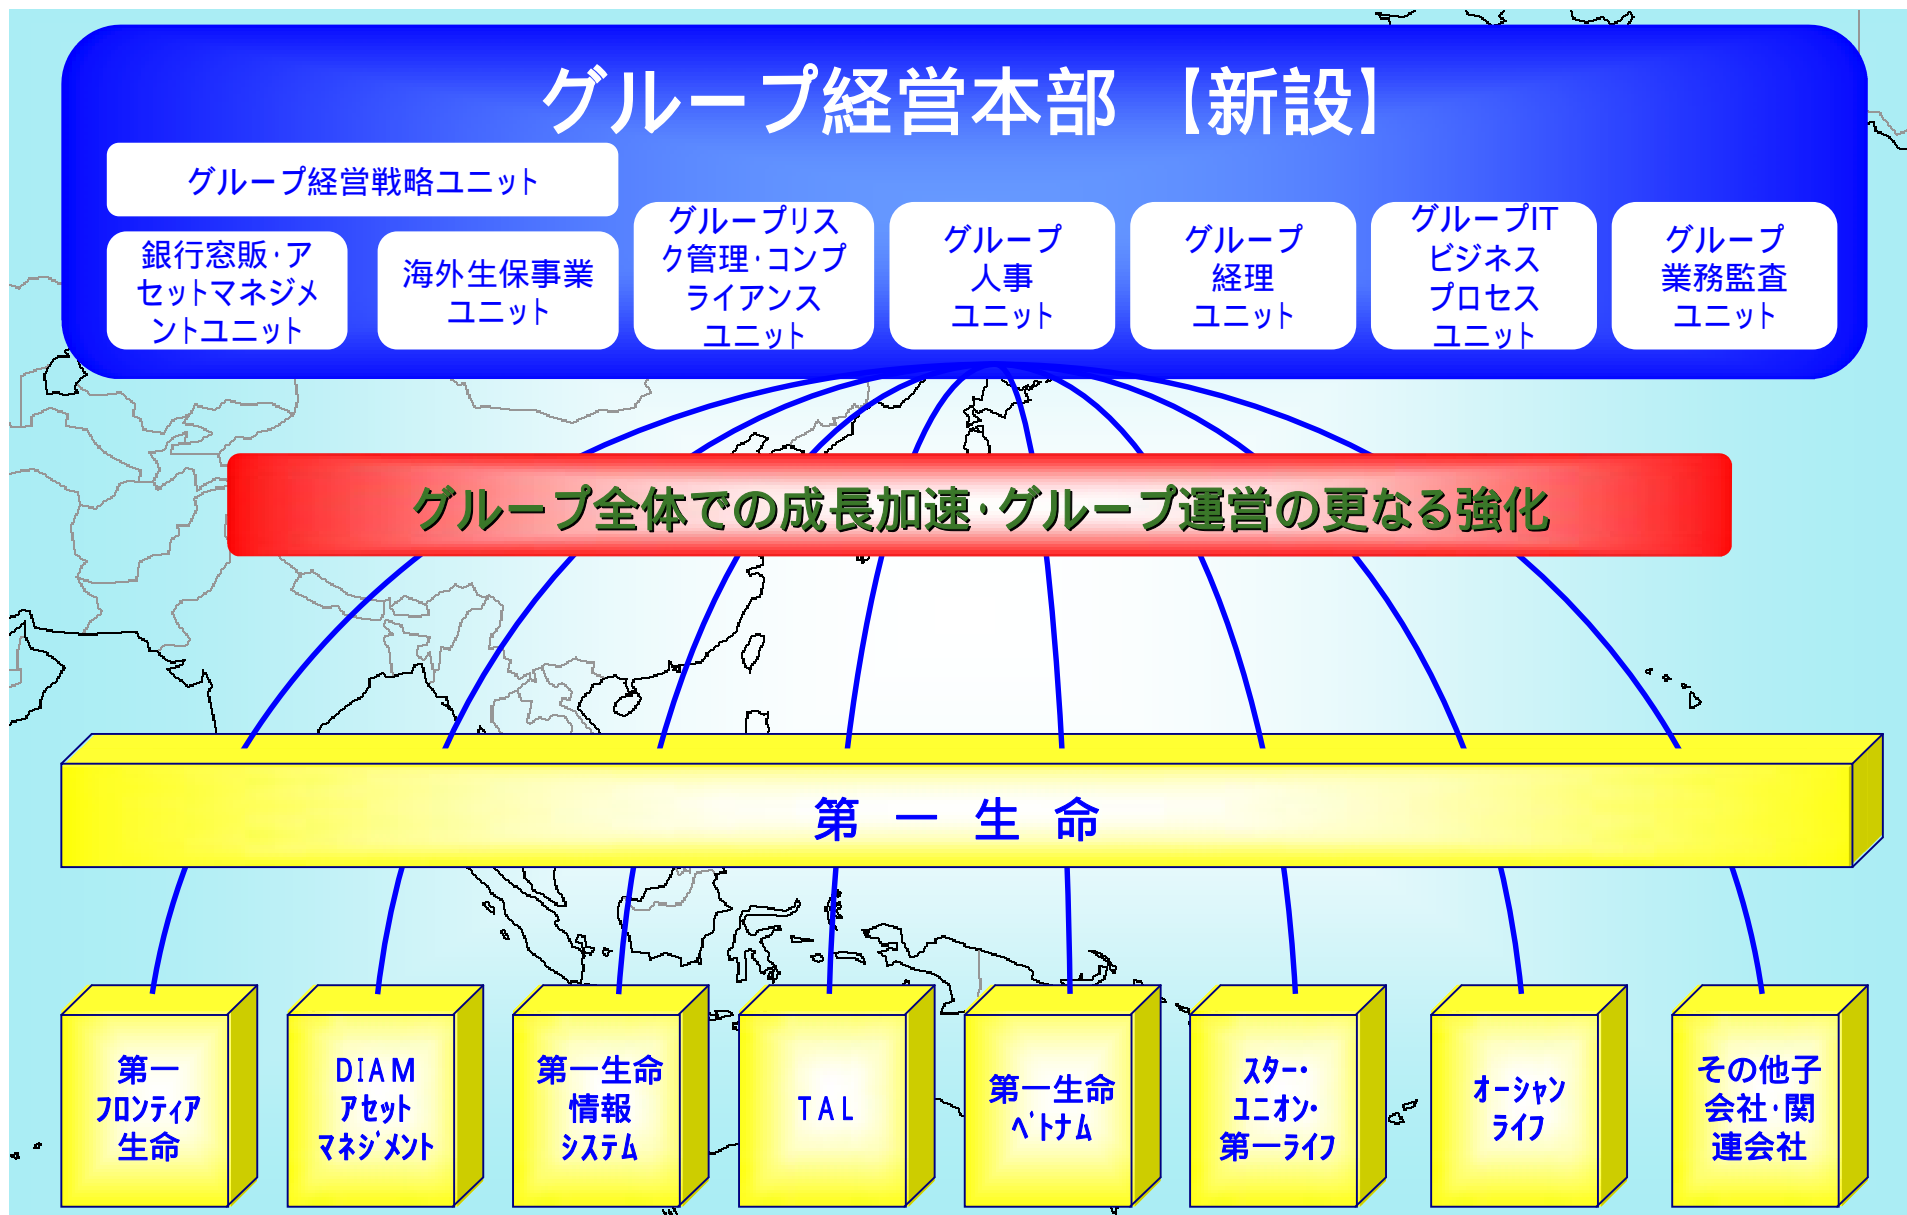 グループ経営本部 【新設】
グループ経営戦略ユニット
銀行窓販・ア
セットマネジメ
ントユニット
海外生保事業
ユニット
グループリス
ク管理・コンプ
ライアンス
ユニット
グループ
人事
ユニット
グループ
経理
ユニット
グループIT
ビジネス
プロセス
ユニット
グループ
業務監査
ユニット
グループ全体での成長加速・グループ運営の更なる強化
第 一 生 命
第一
フロンティア
生命
DIAM
アセット
マネジメント
第一生命
情報
システム
TAL
第一生命
ベトナム
スター・
ユニオン・
第一ライフ
オーシャン
ライフ
その他子
会社・関
連会社